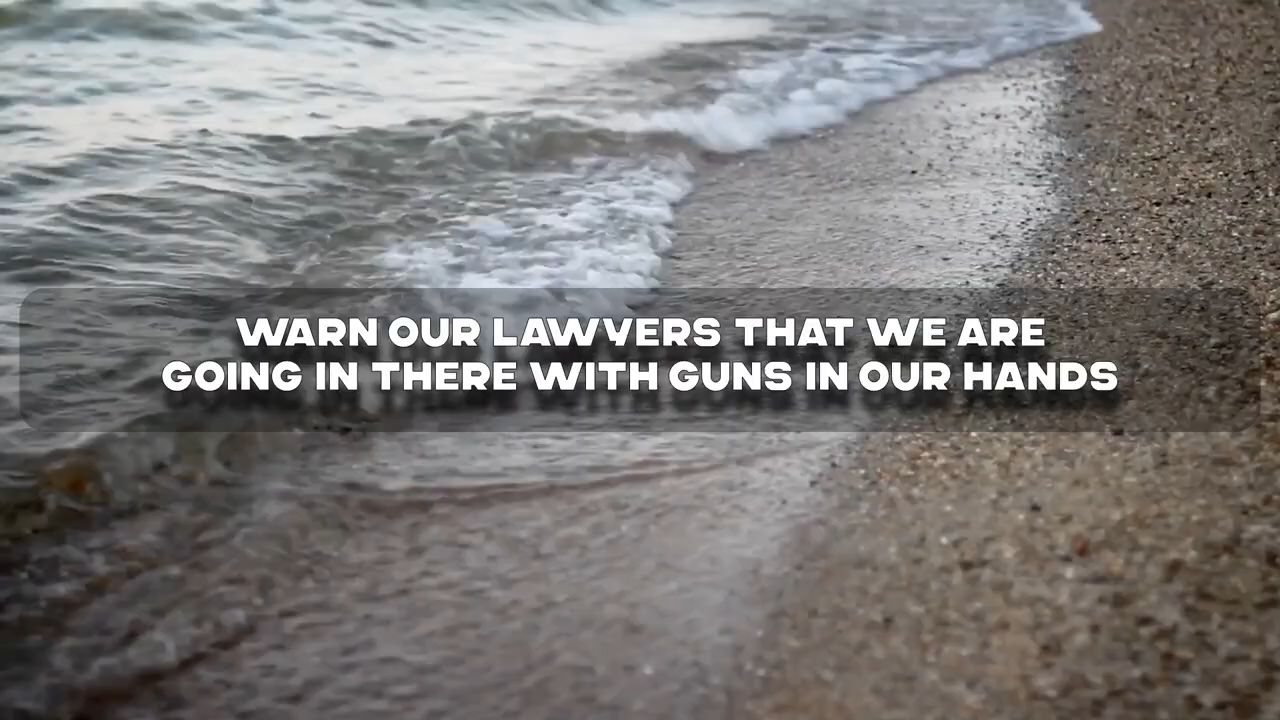 WARN OUR LAWYERS THAT WE ARE
GOING IN THERE WITH GUNS IN OUR HANDS